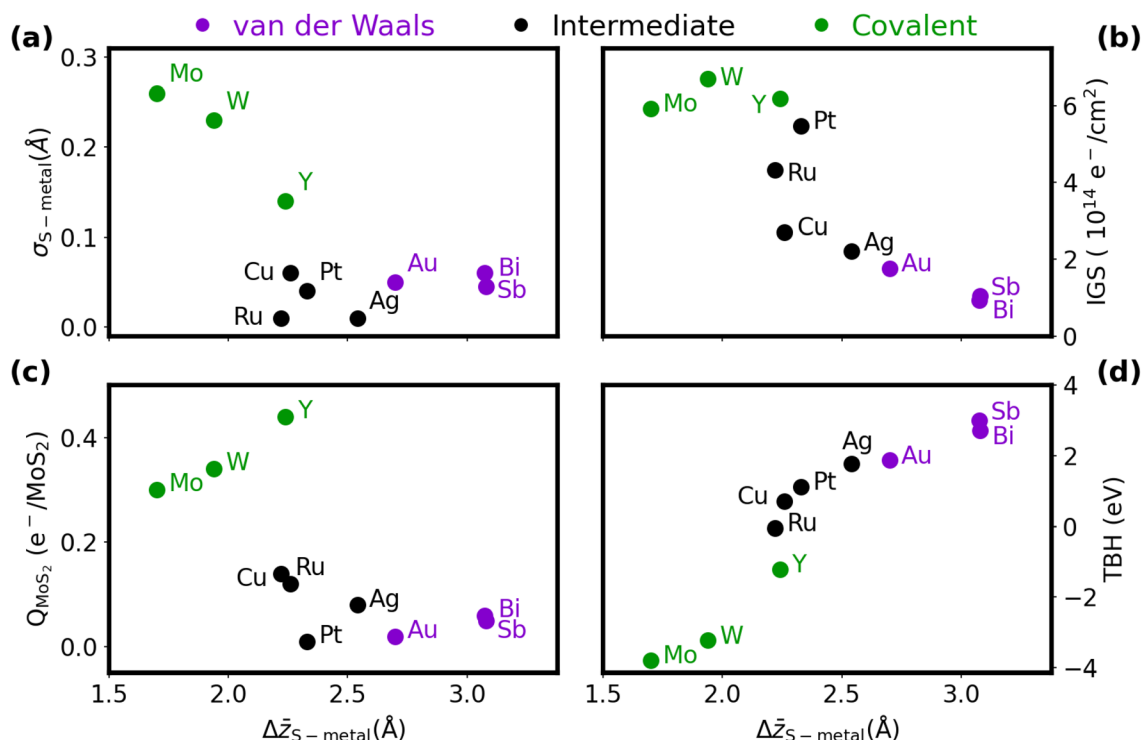 van der Waals Intermediate Covalent
(a)
0.3
0.2
0.1
0.0
σS−metal(Å)
Mo
W
Y
Cu
Pt
Ru
Ag
Au
Bi
Sb
(b)
6
4
2
0
IGS ( 10^14 e^−/cm^2)
Mo
W
Y
Pt
Ru
Cu
Ag
Au
Sb
Bi
(c)
0.4
0.2
0.0
QMoS2 (e^−/MoS2)
Y
W
Mo
Cu
Ru
Ag
Pt
Au
Bi
Sb
1.5 2.0 2.5 3.0
Δz̄S−metal(Å)
(d)
4
2
0
−2
−4
TBH (eV)
Sb
Bi
Ag
Au
Pt
Cu
Ru
Y
W
Mo
1.5 2.0 2.5 3.0
Δz̄S−metal(Å)